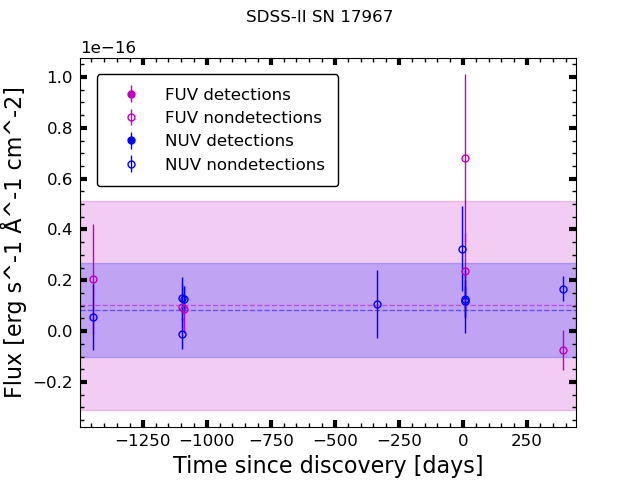 SDSS-II SN 17967
1e−16
1.0
0.8
0.6
0.4
0.2
0.0
−0.2
Flux [erg s^-1 Å^-1 cm^-2]
FUV detections
FUV nondetections
NUV detections
NUV nondetections
−1250 −1000 −750 −500 −250 0 250
Time since discovery [days]